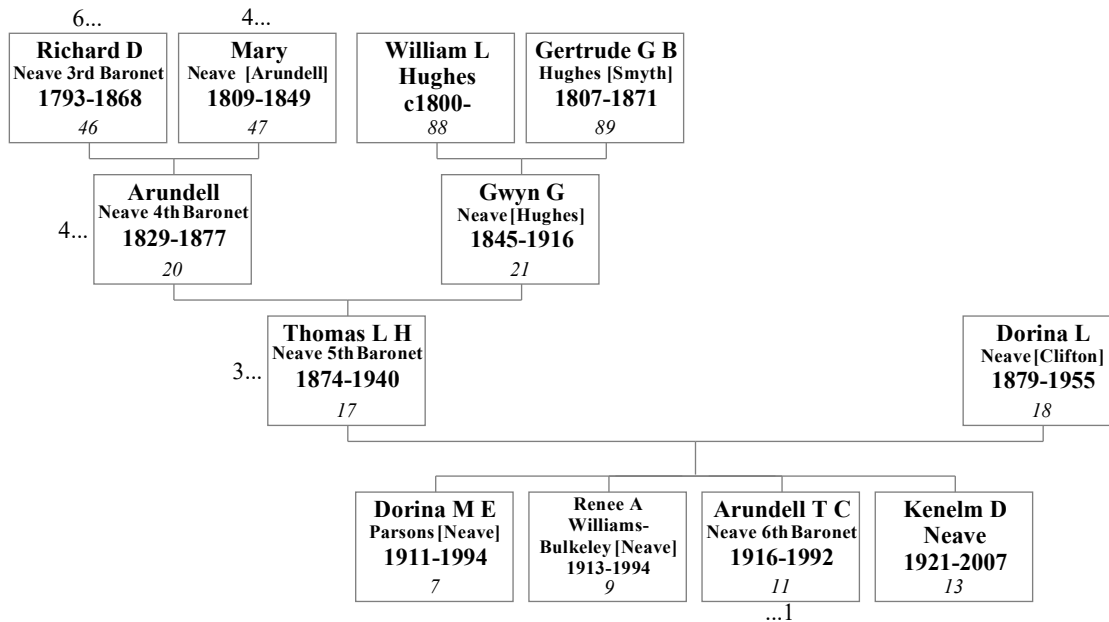 6...
4...
Richard D
Neave 3rd Baronet
1793-1868
46
Mary
Neave [Arundell]
1809-1849
47
William L
Hughes
c1800-
88
Gertrude G B
Hughes [Smyth]
1807-1871
89
4...
Arundell
Neave 4th Baronet
1829-1877
20
Gwyn G
Neave [Hughes]
1845-1916
21
3...
Thomas L H
Neave 5th Baronet
1874-1940
17
Dorina L
Neave [Clifton]
1879-1955
18
Dorina M E
Parsons [Neave]
1911-1994
7
Renee A
Williams-
Bulkeley [Neave]
1913-1994
9
Arundell T C
Neave 6th Baronet
1916-1992
11
Kenelm D
Neave
1921-2007
13
...1